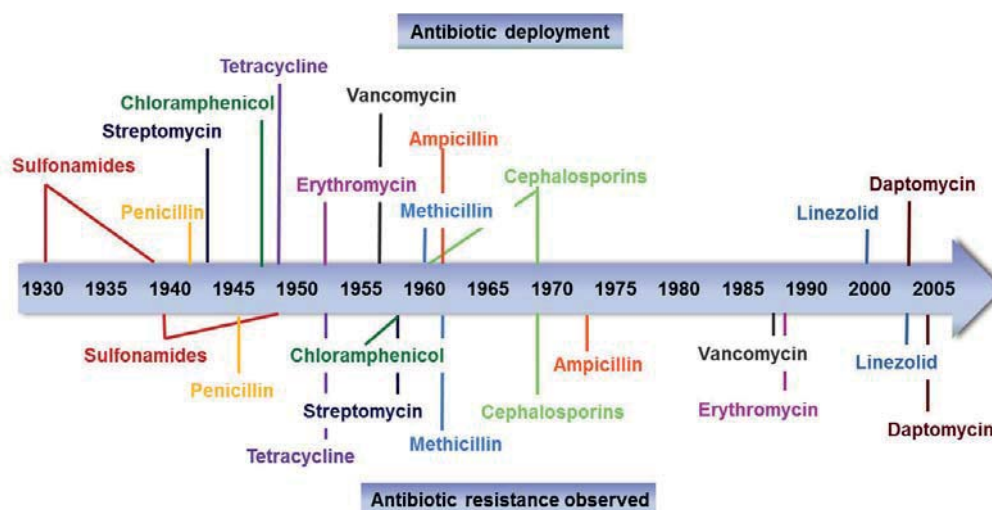 Antibiotic deployment
Tetracycline
Chloramphenicol
Vancomycin
Streptomycin
Ampicillin
Sulfonamides
Erythromycin
Cephalosporins
Daptomycin
Penicillin
Methicillin
Linezolid
1930 1935 1940 1945 1950 1955 1960 1965 1970 1975 1980 1985 1990 2000 2005
Sulfonamides
Chloramphenicol
Vancomycin
Linezolid
Ampicillin
Penicillin
Streptomycin
Cephalosporins
Erythromycin
Daptomycin
Methicillin
Tetracycline
Antibiotic resistance observed